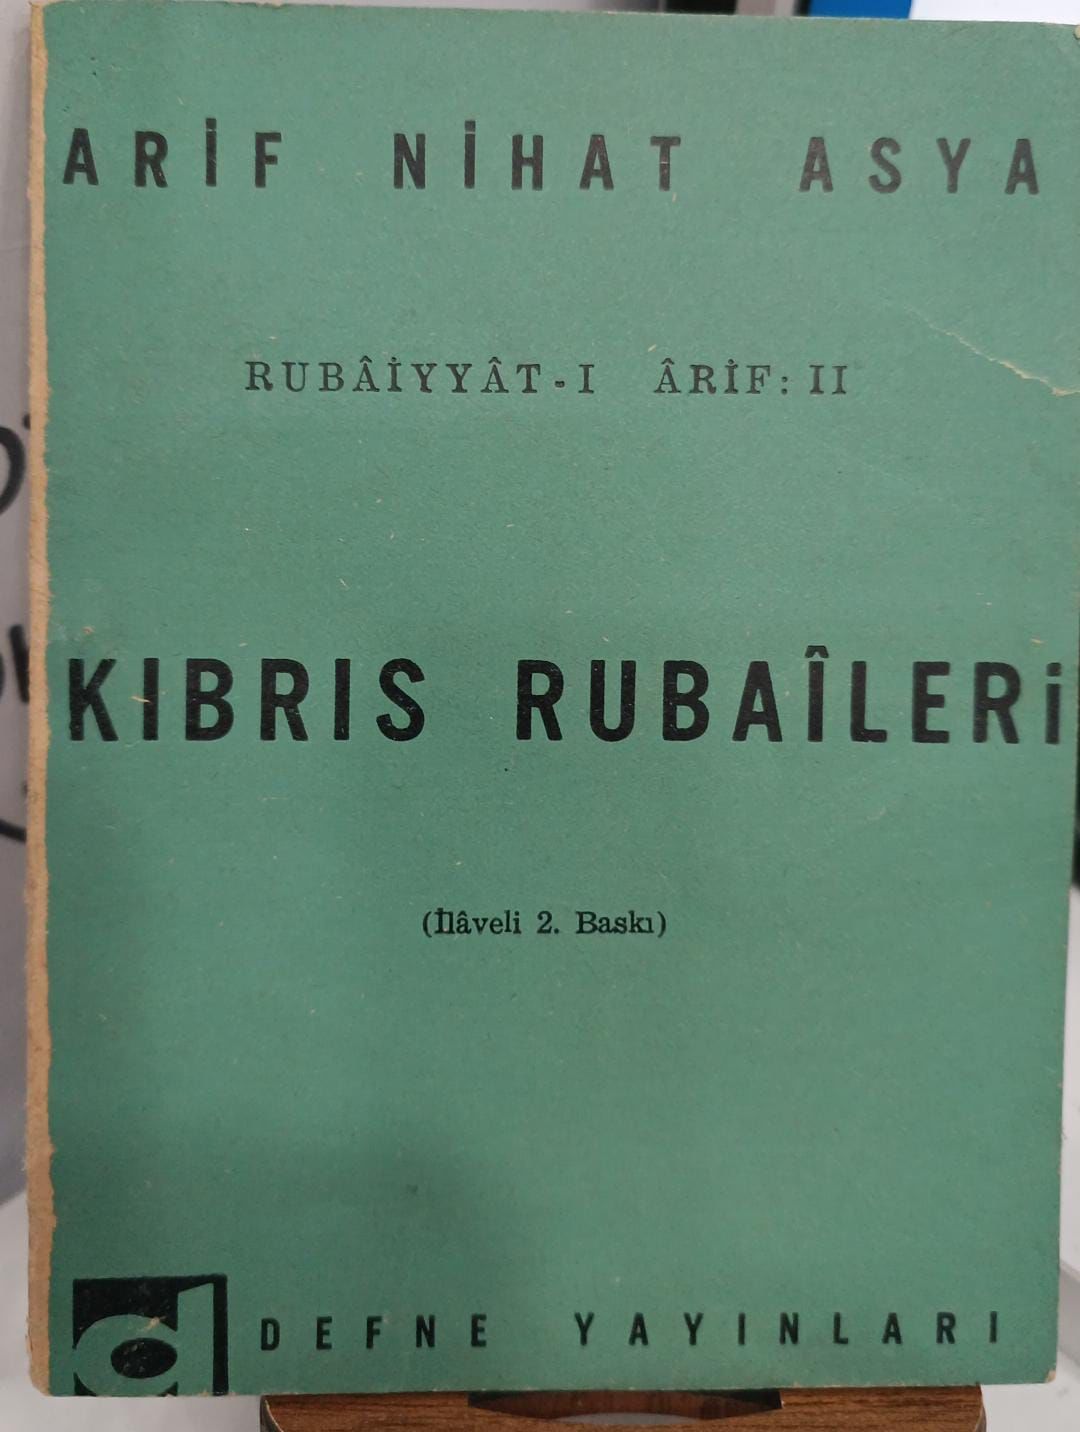 ARİF NİHAT ASYA
RUBÂİYYÂT-I ÂRİF: II
KIBRIS RUBAÎLERİ
(İlâveli 2. Baskı)
d DEFNE YAYINLARI